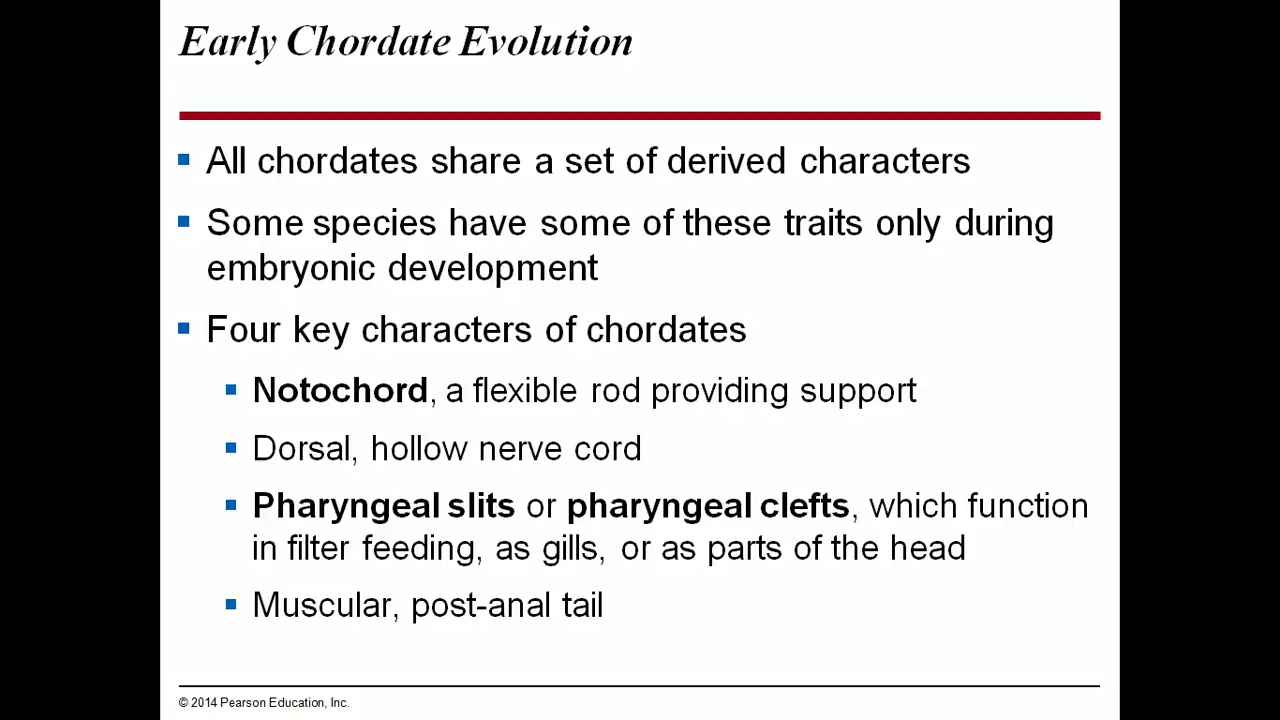 Early Chordate Evolution
All chordates share a set of derived characters
Some species have some of these traits only during
embryonic development
Four key characters of chordates
Notochord, a flexible rod providing support
Dorsal, hollow nerve cord
Pharyngeal slits or pharyngeal clefts, which function
in filter feeding, as gills, or as parts of the head
Muscular, post-anal tail
© 2014 Pearson Education, Inc.